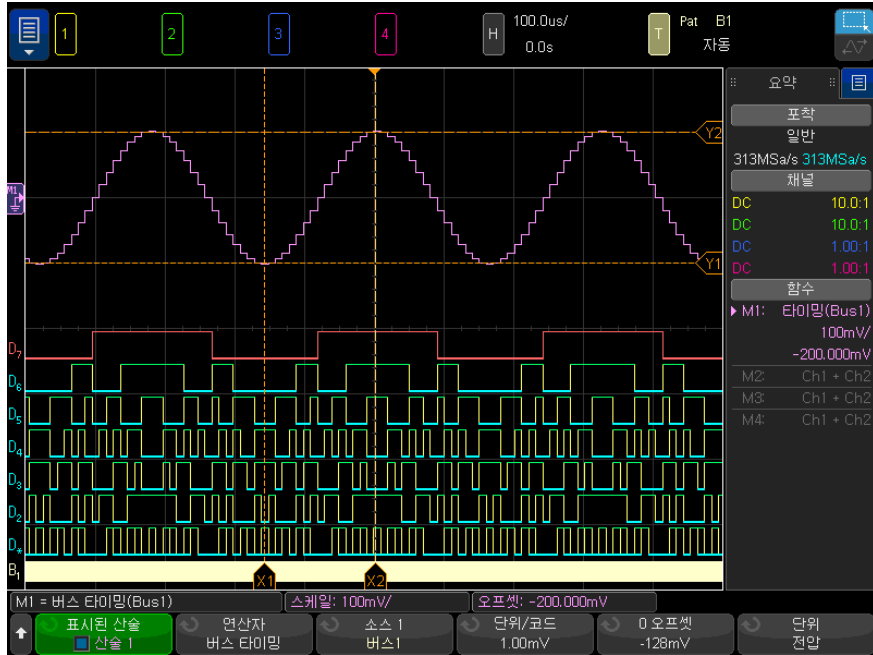 1 2 3 4 H 100.0us/ 0.0s T Pat B1 자동
요약
포착
일반
313MSa/s 313MSa/s
채널
DC 10.0:1
DC 10.0:1
DC 1.00:1
DC 1.00:1
함수
M1: 타이밍(Bus1)
100mV/
-200.000mV
M2: Ch1 + Ch2
M3: Ch1 + Ch2
M4: Ch1 + Ch2
Y2
M1
Y1
D7
D6
D5
D4
D3
D2
D*
B1
X1 X2
M1 = 버스 타이밍(Bus1) 스케일: 100mV/ 오프셋: -200.000mV
표시된 산술 연산자 소스 1 단위/코드 0 오프셋 단위
산술 1 버스 타이밍 버스1 1.00mV -128mV 전압